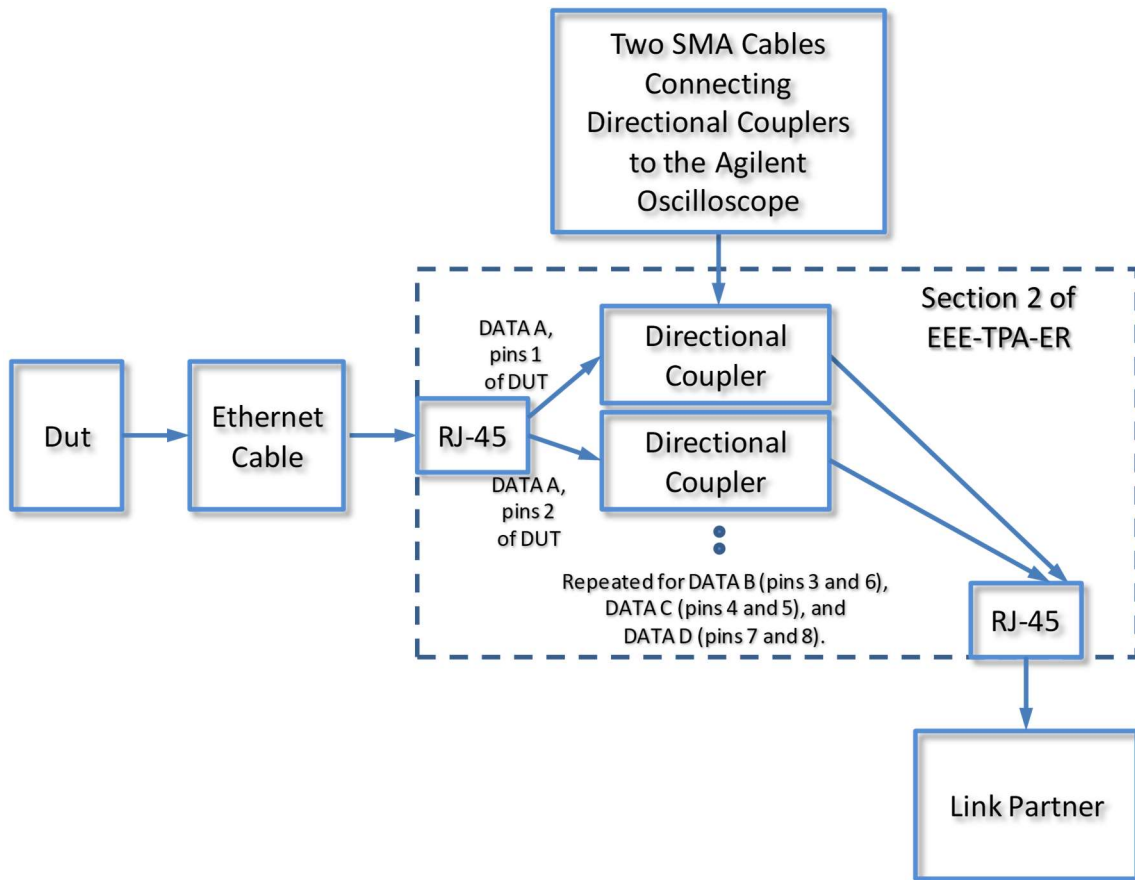 Two SMA Cables
Connecting
Directional Couplers
to the Agilent
Oscilloscope
Section 2 of
EEE-TPA-ER
DATA A,
pins 1
of DUT
Directional
Coupler
Dut
Ethernet
Cable
RJ-45
Directional
Coupler
DATA A,
pins 2
of DUT
Repeated for DATA B (pins 3 and 6),
DATA C (pins 4 and 5), and
DATA D (pins 7 and 8).
RJ-45
Link Partner